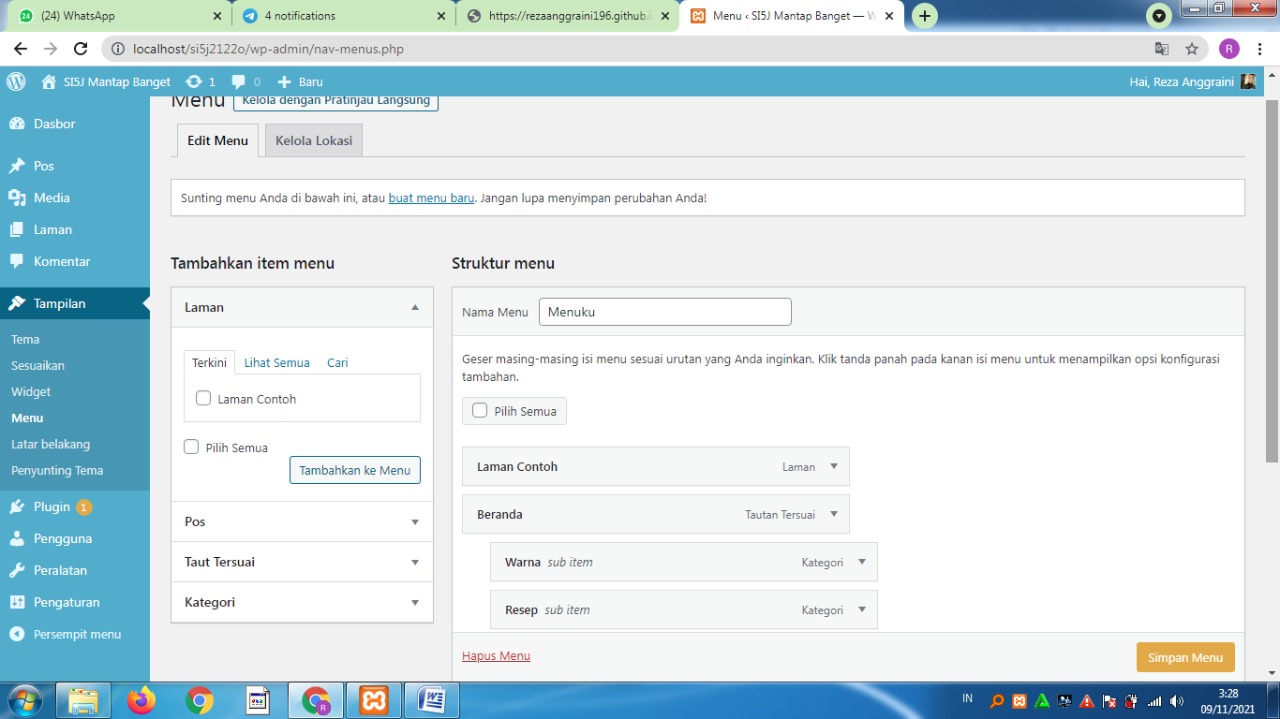 (24) WhatsApp
4 notifications
https://rezaanggraini196.github.i
Menu ‹ SI5J Mantap Banget — W
localhost/si5j2122o/wp-admin/nav-menus.php
R
SI5J Mantap Banget
1
0
Baru
Hai, Reza Anggraini
Dasbor
Pos
Media
Laman
Komentar
Tampilan
Tema
Sesuaikan
Widget
Menu
Latar belakang
Penyunting Tema
Plugin 1
Pengguna
Peralatan
Pengaturan
Persempit menu
Menu
Kelola dengan Pratinjau Langsung
Edit Menu
Kelola Lokasi
Sunting menu Anda di bawah ini, atau buat menu baru. Jangan lupa menyimpan perubahan Anda!
Tambahkan item menu
Laman
Terkini
Lihat Semua
Cari
Laman Contoh
Pilih Semua
Tambahkan ke Menu
Pos
Taut Tersuai
Kategori
Struktur menu
Nama Menu
Menuku
Geser masing-masing isi menu sesuai urutan yang Anda inginkan. Klik tanda panah pada kanan isi menu untuk menampilkan opsi konfigurasi
tambahan.
Pilih Semua
Laman Contoh
Laman
Beranda
Tautan Tersuai
Warna sub item
Kategori
Resep sub item
Kategori
Hapus Menu
Simpan Menu
IN
3:28
09/11/2021